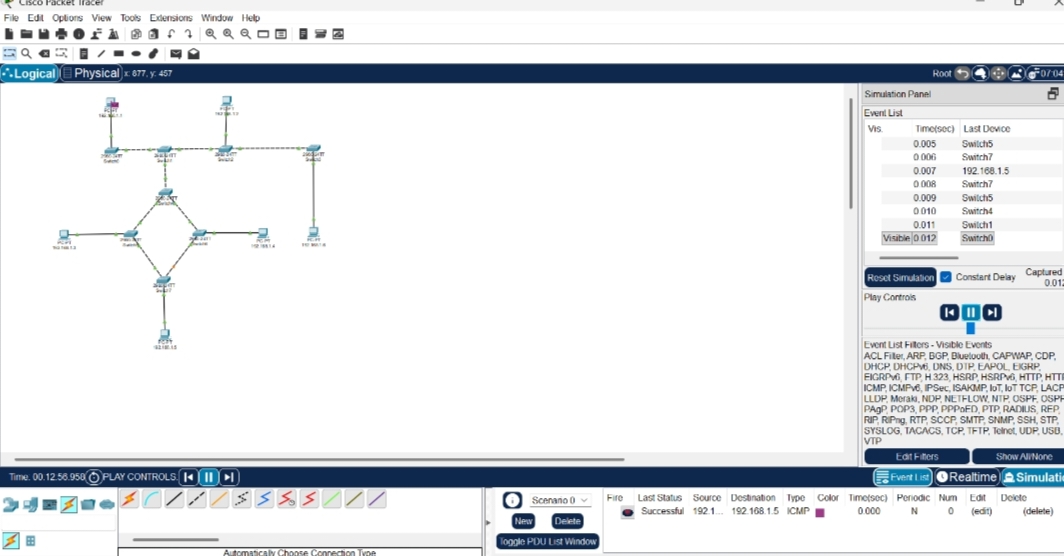 Cisco Packet Tracer
File Edit Options View Tools Extensions Window Help
Logical Physical x: 877, y: 457
Root 07:04
Simulation Panel
Event List
Vis. Time(sec) Last Device
0.005 Switch5
0.006 Switch7
0.007 192.168.1.5
0.008 Switch7
0.009 Switch5
0.010 Switch4
0.011 Switch1
Visible 0.012 Switch0
Reset Simulation Constant Delay Captured
0.012
Play Controls
Event List Filters - Visible Events
ACL Filter, ARP, BGP, Bluetooth, CAPWAP, CDP,
DHCP, DHCPv6, DNS, DTP, EAPOL, EIGRP,
EIGRPv6, FTP, H.323, HSRP, HSRPv6, HTTP, HTT
ICMP, ICMPv6, IPSec, ISAKMP, IoT, IoT TCP, LACP
LLDP, Meraki, NDP, NETFLOW, NTP, OSPF, OSPF
PAgP, POP3, PPP, PPPoED, PTP, RADIUS, REP,
RIP, RIPng, RTP, SCCP, SMTP, SNMP, SSH, STP,
SYSLOG, TACACS, TCP, TFTP, Telnet, UDP, USB,
VTP
Edit Filters Show All/None
Time: 00:12:56.958 PLAY CONTROLS:
Event List Realtime Simulati
Scenario 0
New Delete
Toggle PDU List Window
Fire Last Status Source Destination Type Color Time(sec) Periodic Num Edit Delete
Successful 192.1... 192.168.1.5 ICMP 0.000 N 0 (edit) (delete)
Automatically Choose Connection Type